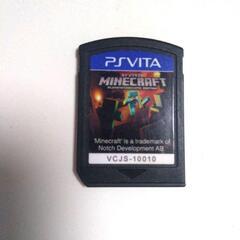 PSVITA
MINECRAFT
'Minecraft' is a trademark of
Notch Development AB
VCJS-10010